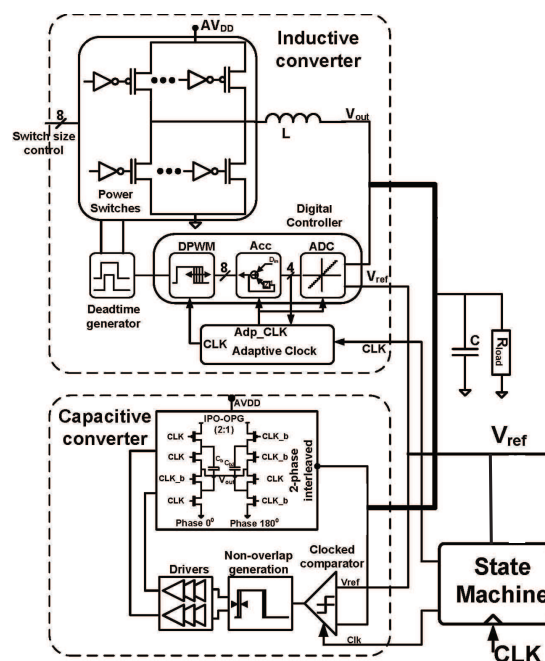 AVDD
Inductive
converter
8
Switch size
control
L
Vout
Power
Switches
Digital
Controller
DPWM
Acc
ADC
Din
8
4
Vref
Deadtime
generator
Adp_CLK
CLK
Adaptive Clock
CLK
C
Rload
Capacitive
converter
AVDD
IPO-OPG
(2:1)
CLK
CLK_b
CLK
CLK_b
Vout
CLK_b
CLK
CLK
CLK_b
Phase 0⁰
Phase 180⁰
2-phase
interleaved
Vref
Drivers
Non-overlap
generation
Clocked
comparator
Vref
Clk
State
Machine
CLK